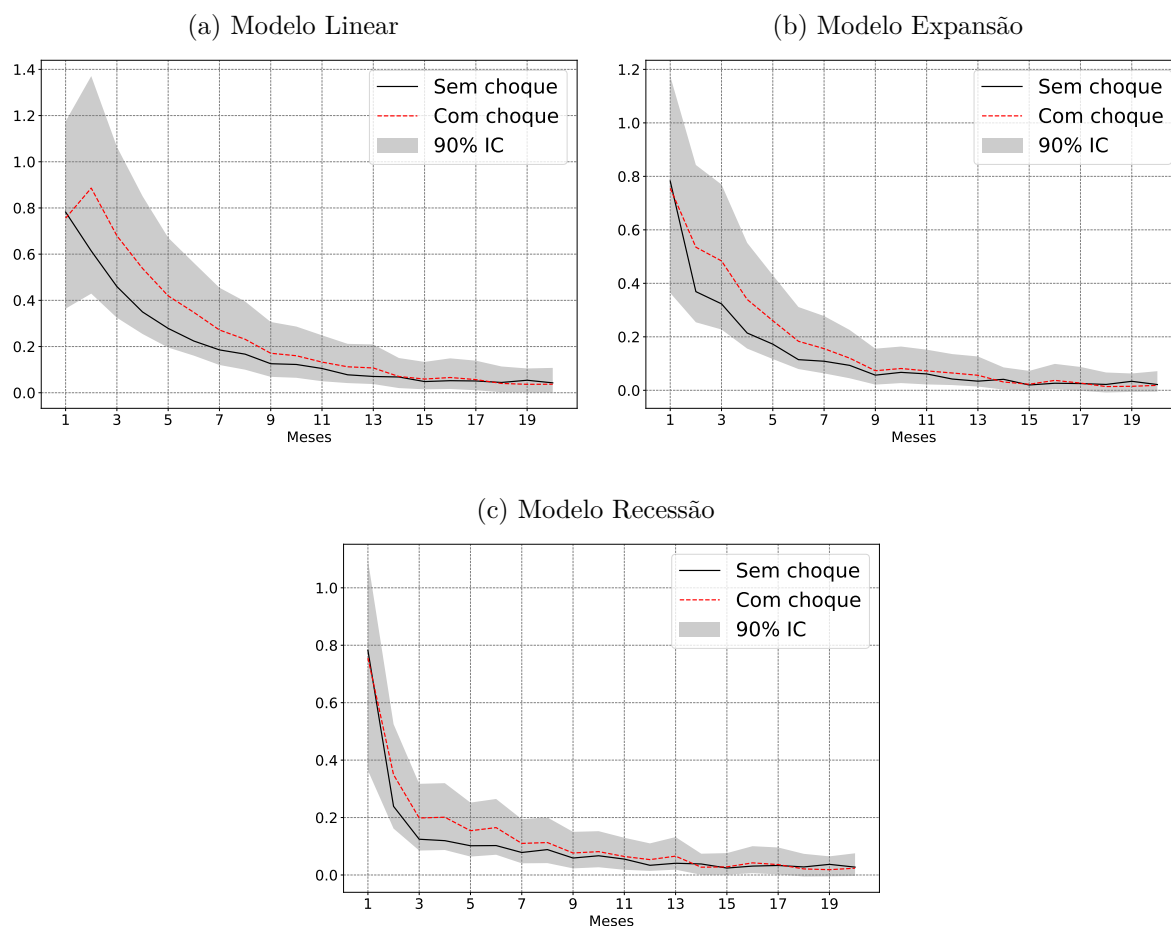 (a) Modelo Linear
1.4
1.2
1.0
0.8
0.6
0.4
0.2
0.0
Sem choque
Com choque
90% IC
1 3 5 7 9 11 13 15 17 19
Meses
(b) Modelo Expansão
1.2
1.0
0.8
0.6
0.4
0.2
0.0
Sem choque
Com choque
90% IC
1 3 5 7 9 11 13 15 17 19
Meses
(c) Modelo Recessão
1.0
0.8
0.6
0.4
0.2
0.0
Sem choque
Com choque
90% IC
1 3 5 7 9 11 13 15 17 19
Meses